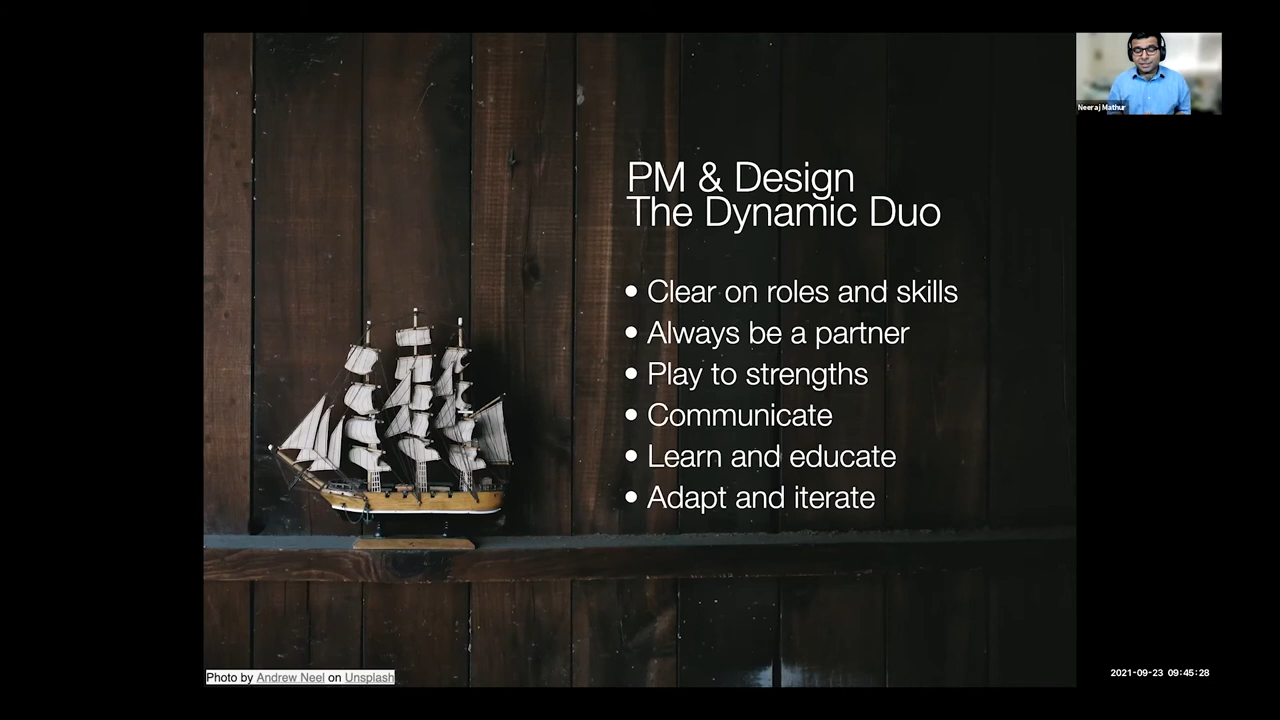 Neeraj Mathur
PM & Design
The Dynamic Duo
• Clear on roles and skills
• Always be a partner
• Play to strengths
• Communicate
• Learn and educate
• Adapt and iterate
Photo by Andrew Neel on Unsplash
2021-09-23 09:45:28